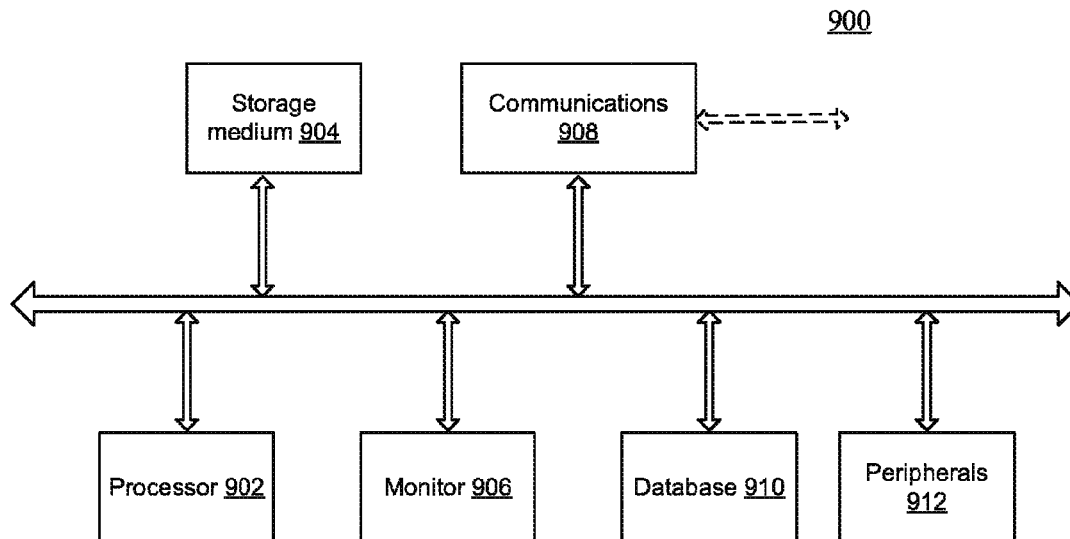 900
Storage
medium 904
Communications
908
Processor 902
Monitor 906
Database 910
Peripherals
912